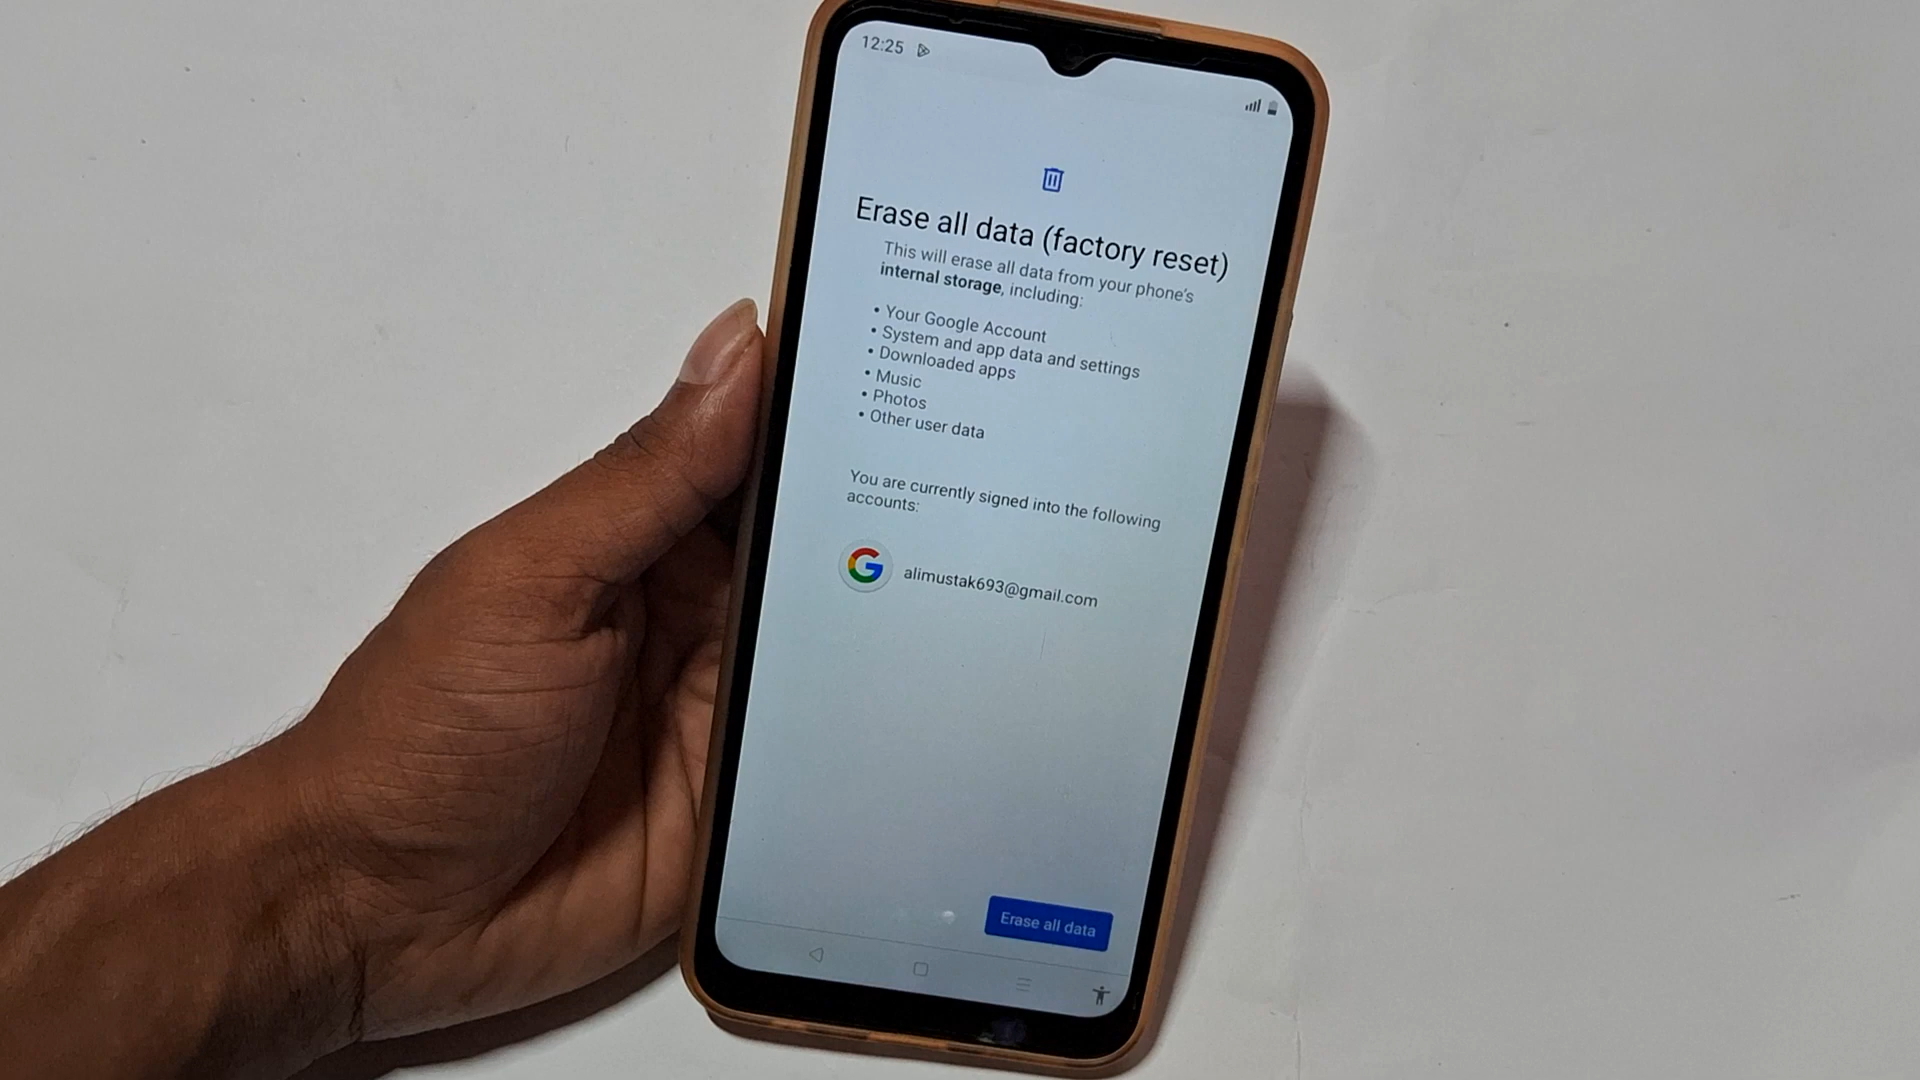 12:25
Erase all data (factory reset)
This will erase all data from your phone's
internal storage, including:
• Your Google Account
• System and app data and settings
• Downloaded apps
• Music
• Photos
• Other user data
You are currently signed into the following
accounts:
G alimustak693@gmail.com
Erase all data